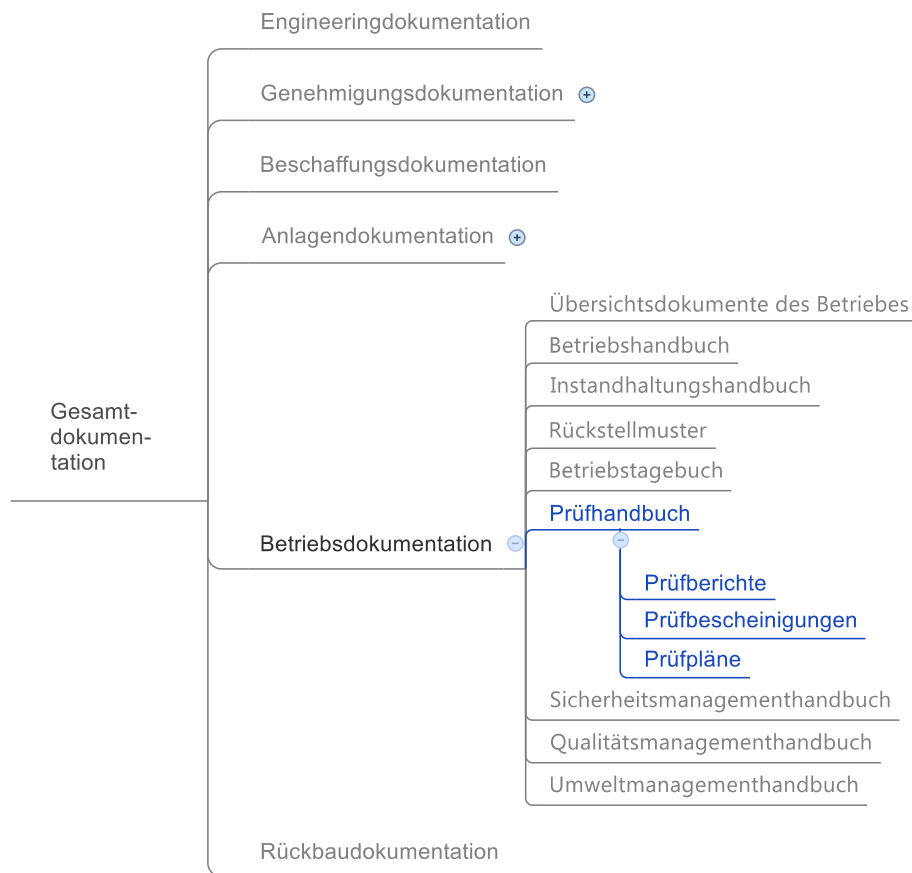 Engineeringdokumentation
Genehmigungsdokumentation
Beschaffungsdokumentation
Anlagendokumentation
Übersichtsdokumente des Betriebes
Betriebshandbuch
Instandhaltungshandbuch
Gesamt-
dokumen-
tation
Rückstellmuster
Betriebstagebuch
Prüfhandbuch
Betriebsdokumentation
Prüfberichte
Prüfbescheinigungen
Prüfpläne
Sicherheitsmanagementhandbuch
Qualitätsmanagementhandbuch
Umweltmanagementhandbuch
Rückbaudokumentation